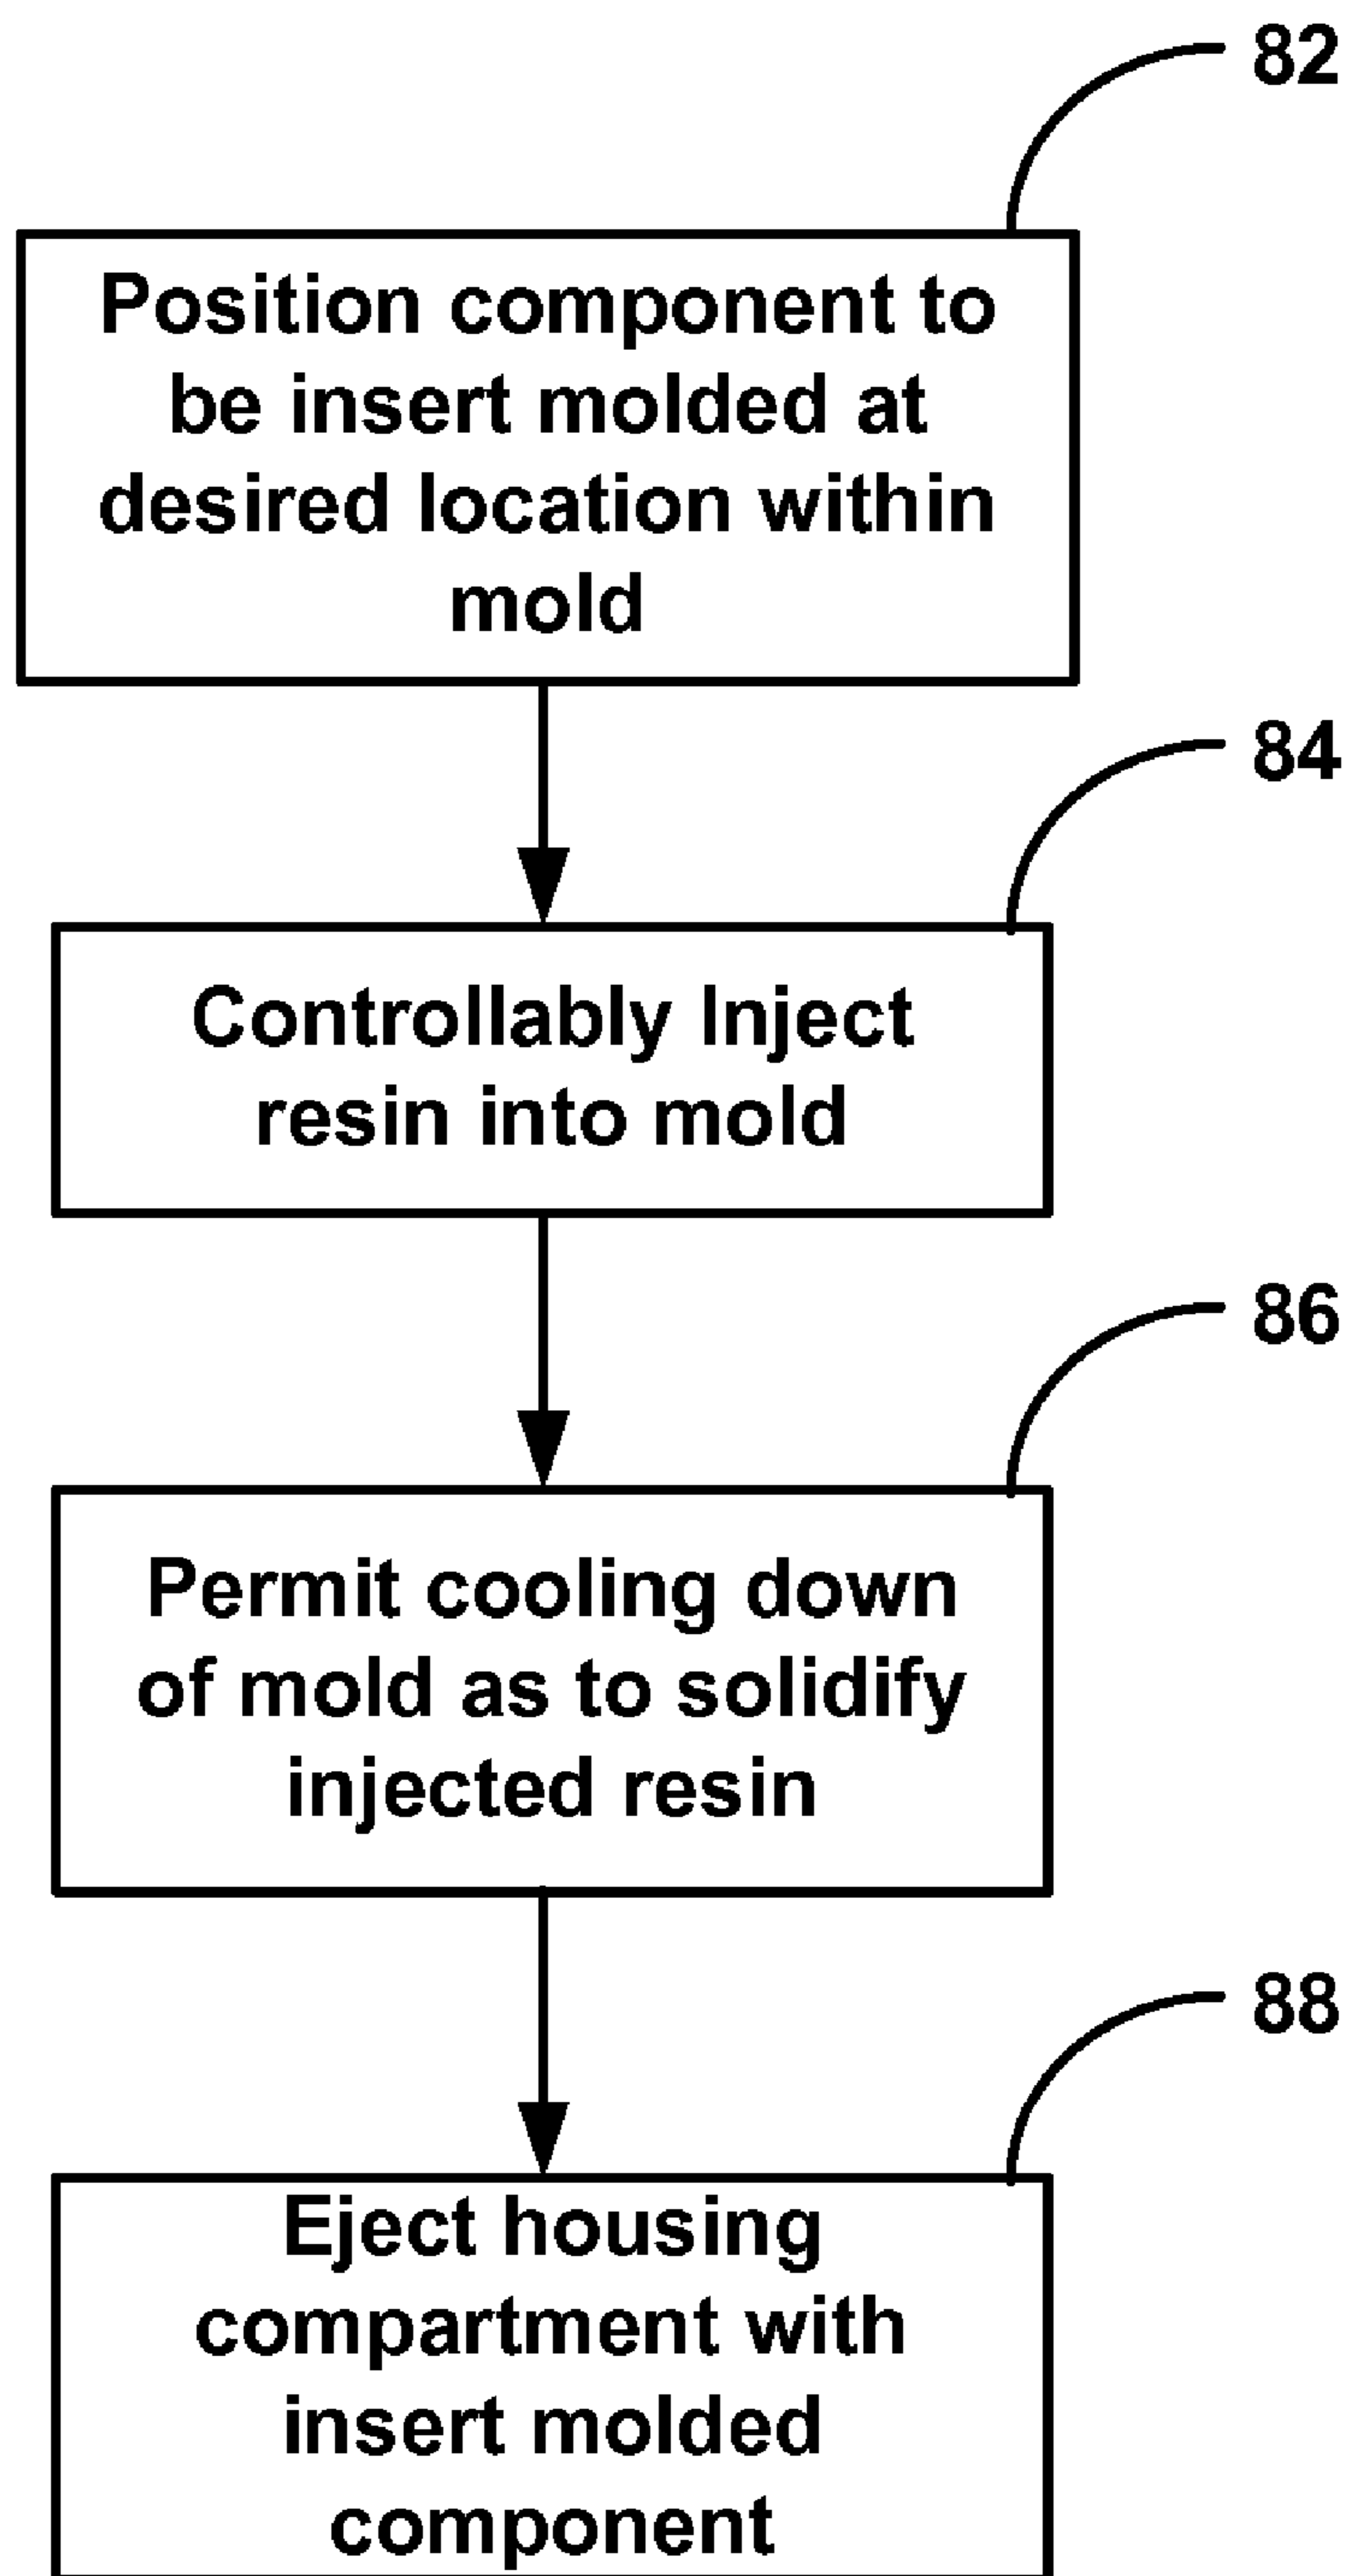 82
Position component to
be insert molded at
desired location within
mold
84
Controllably Inject
resin into mold
86
Permit cooling down
of mold as to solidify
injected resin
88
Eject housing
compartment with
insert molded
component